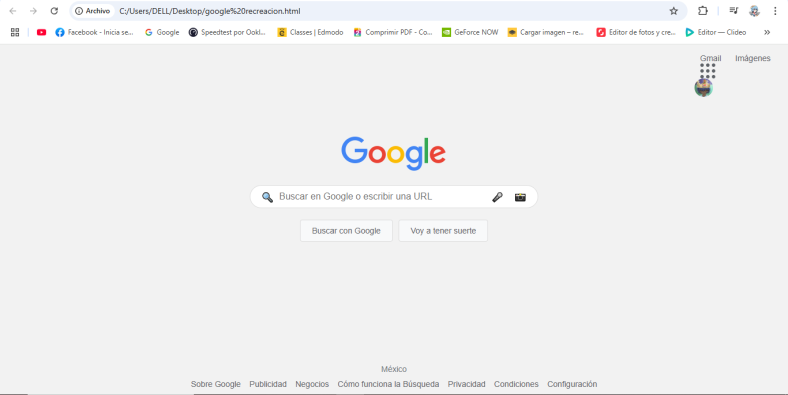 Archivo C:/Users/DELL/Desktop/google%20recreacion.html
Facebook - Inicia se... Google Speedtest por Ookl... Classes | Edmodo Comprimir PDF - Co... GeForce NOW Cargar imagen – re... Editor de fotos y cre... Editor — Clideo
Gmail Imágenes
Google
Buscar en Google o escribir una URL
Buscar con Google Voy a tener suerte
México
Sobre Google Publicidad Negocios Cómo funciona la Búsqueda Privacidad Condiciones Configuración